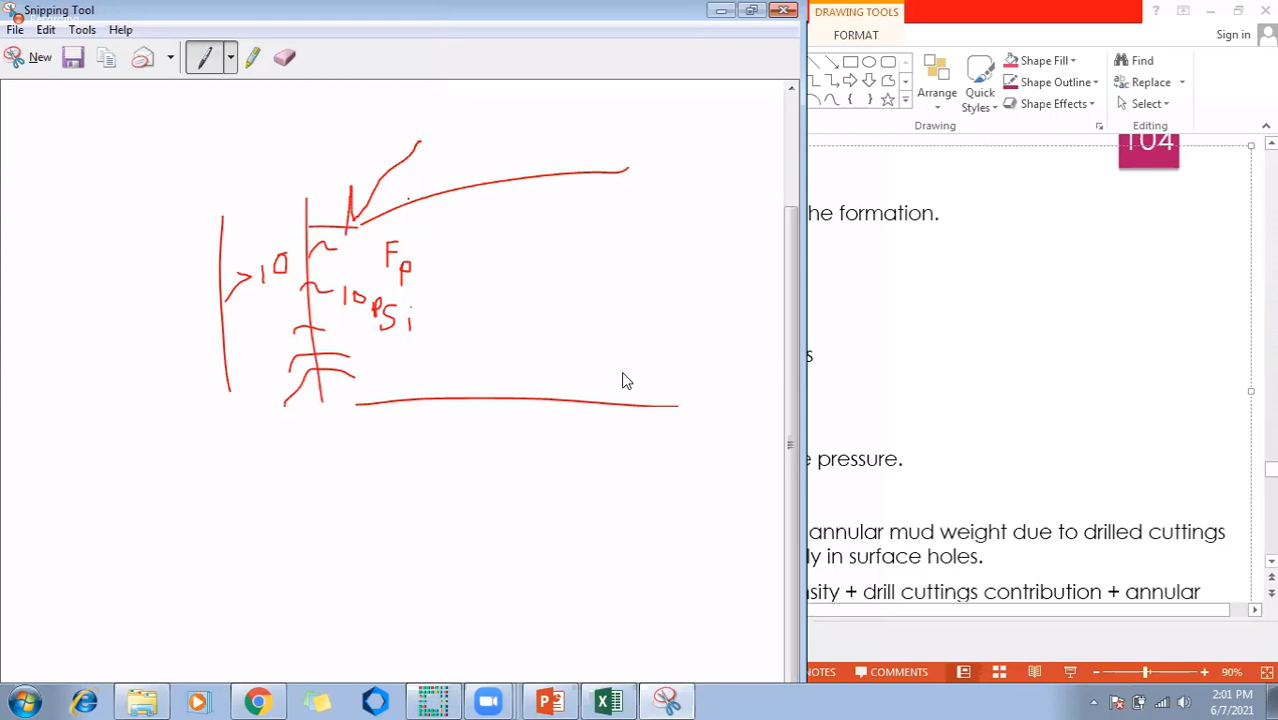 Snipping Tool
Recording
File Edit Tools Help
New
>10
Fp
10 psi
DRAWING TOOLS
FORMAT
Sign in
Arrange
Quick
Styles
Shape Fill
Shape Outline
Shape Effects
Find
Replace
Select
Drawing
Editing
104
he formation.
s
e pressure.
annular mud weight due to drilled cuttings
ly in surface holes.
sity + drill cuttings contribution + annular
NOTES
COMMENTS
90%
2:01 PM
6/7/2021